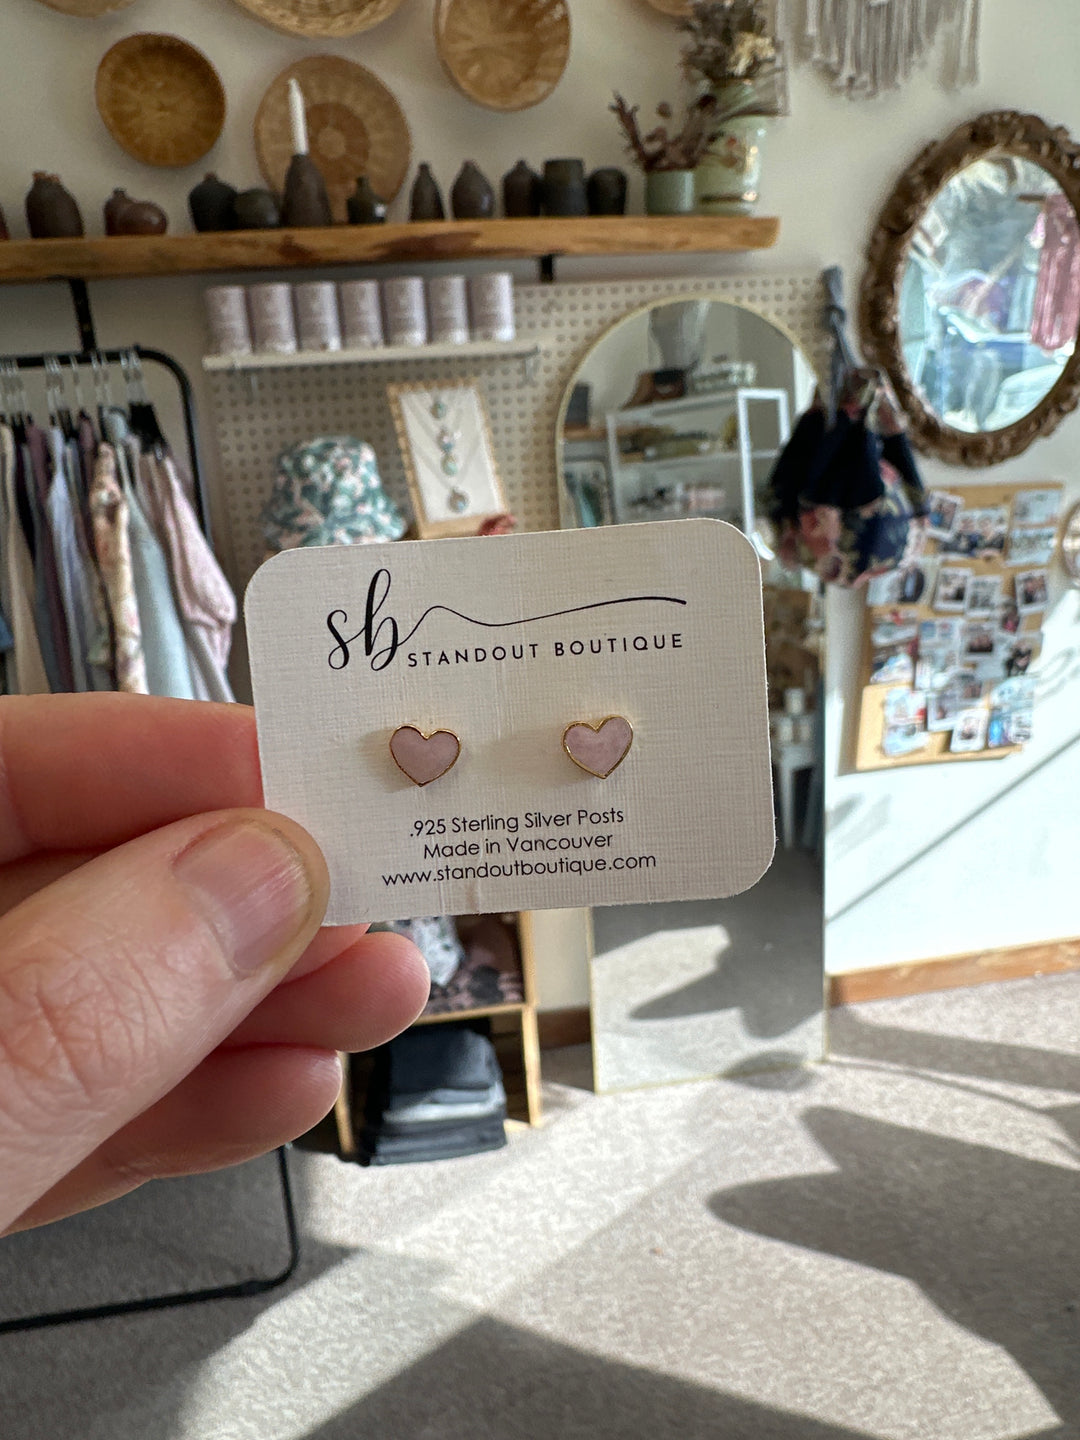 sb
STANDOUT BOUTIQUE
.925 Sterling Silver Posts
Made in Vancouver
www.standoutboutique.com